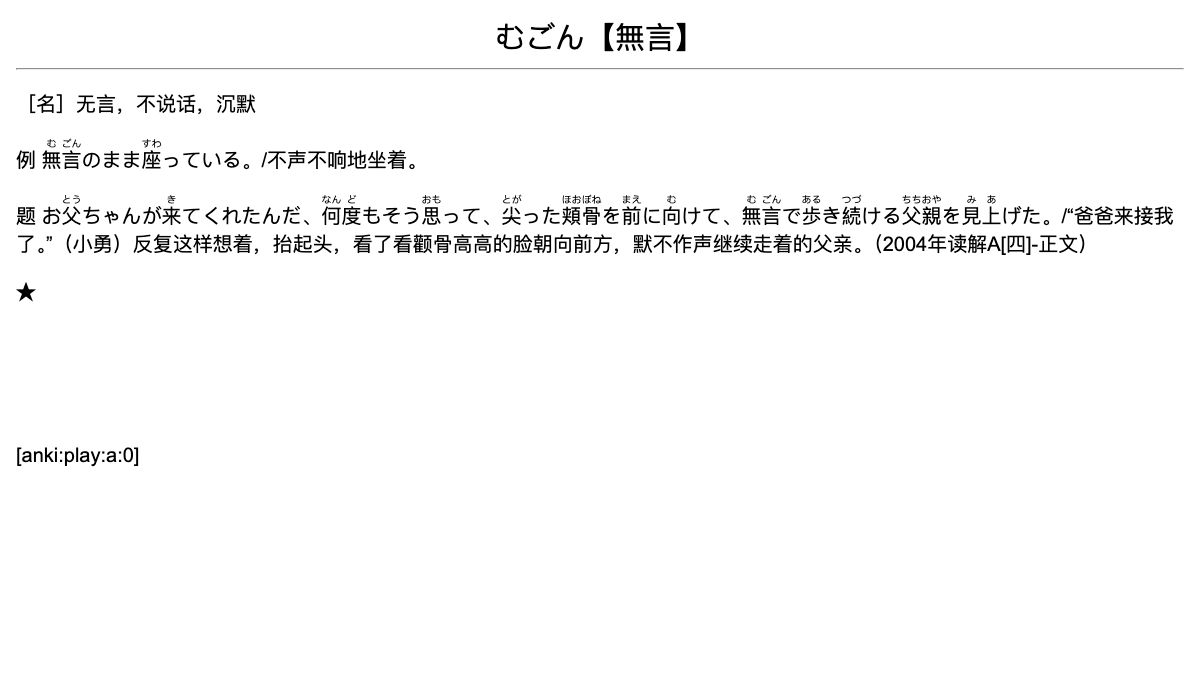 むごん【無言】
［名］无言，不说话，沉默
む ごん すわ
例 無言のまま座っている。/不声不响地坐着。
とう き なん ど おも とが ほおぼね まえ む む ごん ある つづ ちちおや み あ
题 お父ちゃんが来てくれたんだ、何度もそう思って、尖った頬骨を前に向けて、無言で歩き続ける父親を見上げた。/“爸爸来接我
了。”（小勇）反复这样想着，抬起头，看了看颧骨高高的脸朝向前方，默不作声继续走着的父亲。（2004年读解A[四]-正文）
★
[anki:play:a:0]